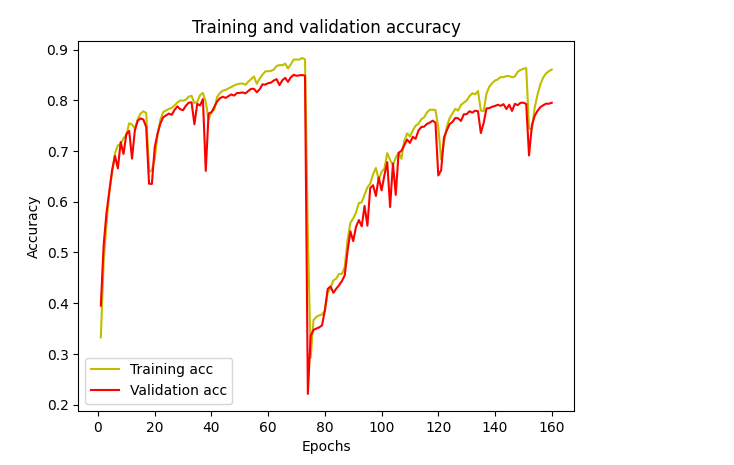 Training and validation accuracy
0.9
0.8
0.7
0.6
0.5
0.4
0.3
0.2
Accuracy
Training acc
Validation acc
0 20 40 60 80 100 120 140 160
Epochs